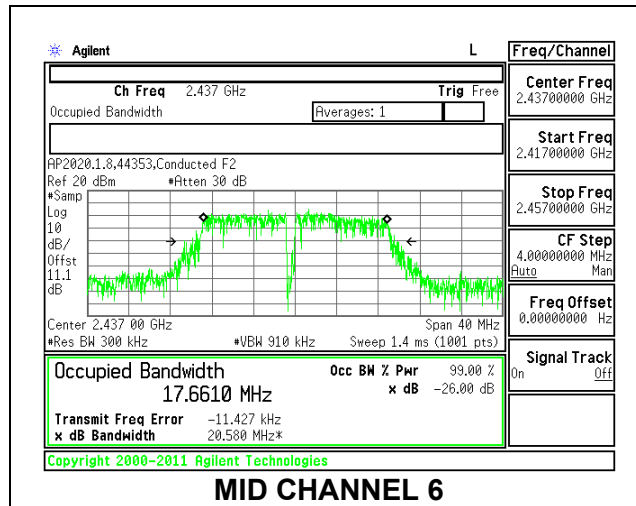 Agilent L
Freq/Channel
Ch Freq 2.437 GHz Trig Free
Occupied Bandwidth Averages: 1
AP2020.1.8,44353,Conducted F2
Ref 20 dBm #Atten 30 dB
#Samp
Log
10
dB/
Offst
11.1
dB
Center 2.437 00 GHz Span 40 MHz
#Res BW 300 kHz #VBW 910 kHz Sweep 1.4 ms (1001 pts)
Occupied Bandwidth Occ BW % Pwr 99.00 %
17.6610 MHz x dB -26.00 dB
Transmit Freq Error -11.427 kHz
x dB Bandwidth 20.580 MHz*
Copyright 2000-2011 Agilent Technologies
Center Freq
2.43700000 GHz
Start Freq
2.41700000 GHz
Stop Freq
2.45700000 GHz
CF Step
4.00000000 MHz
Auto Man
Freq Offset
0.00000000 Hz
Signal Track
On Off
MID CHANNEL 6